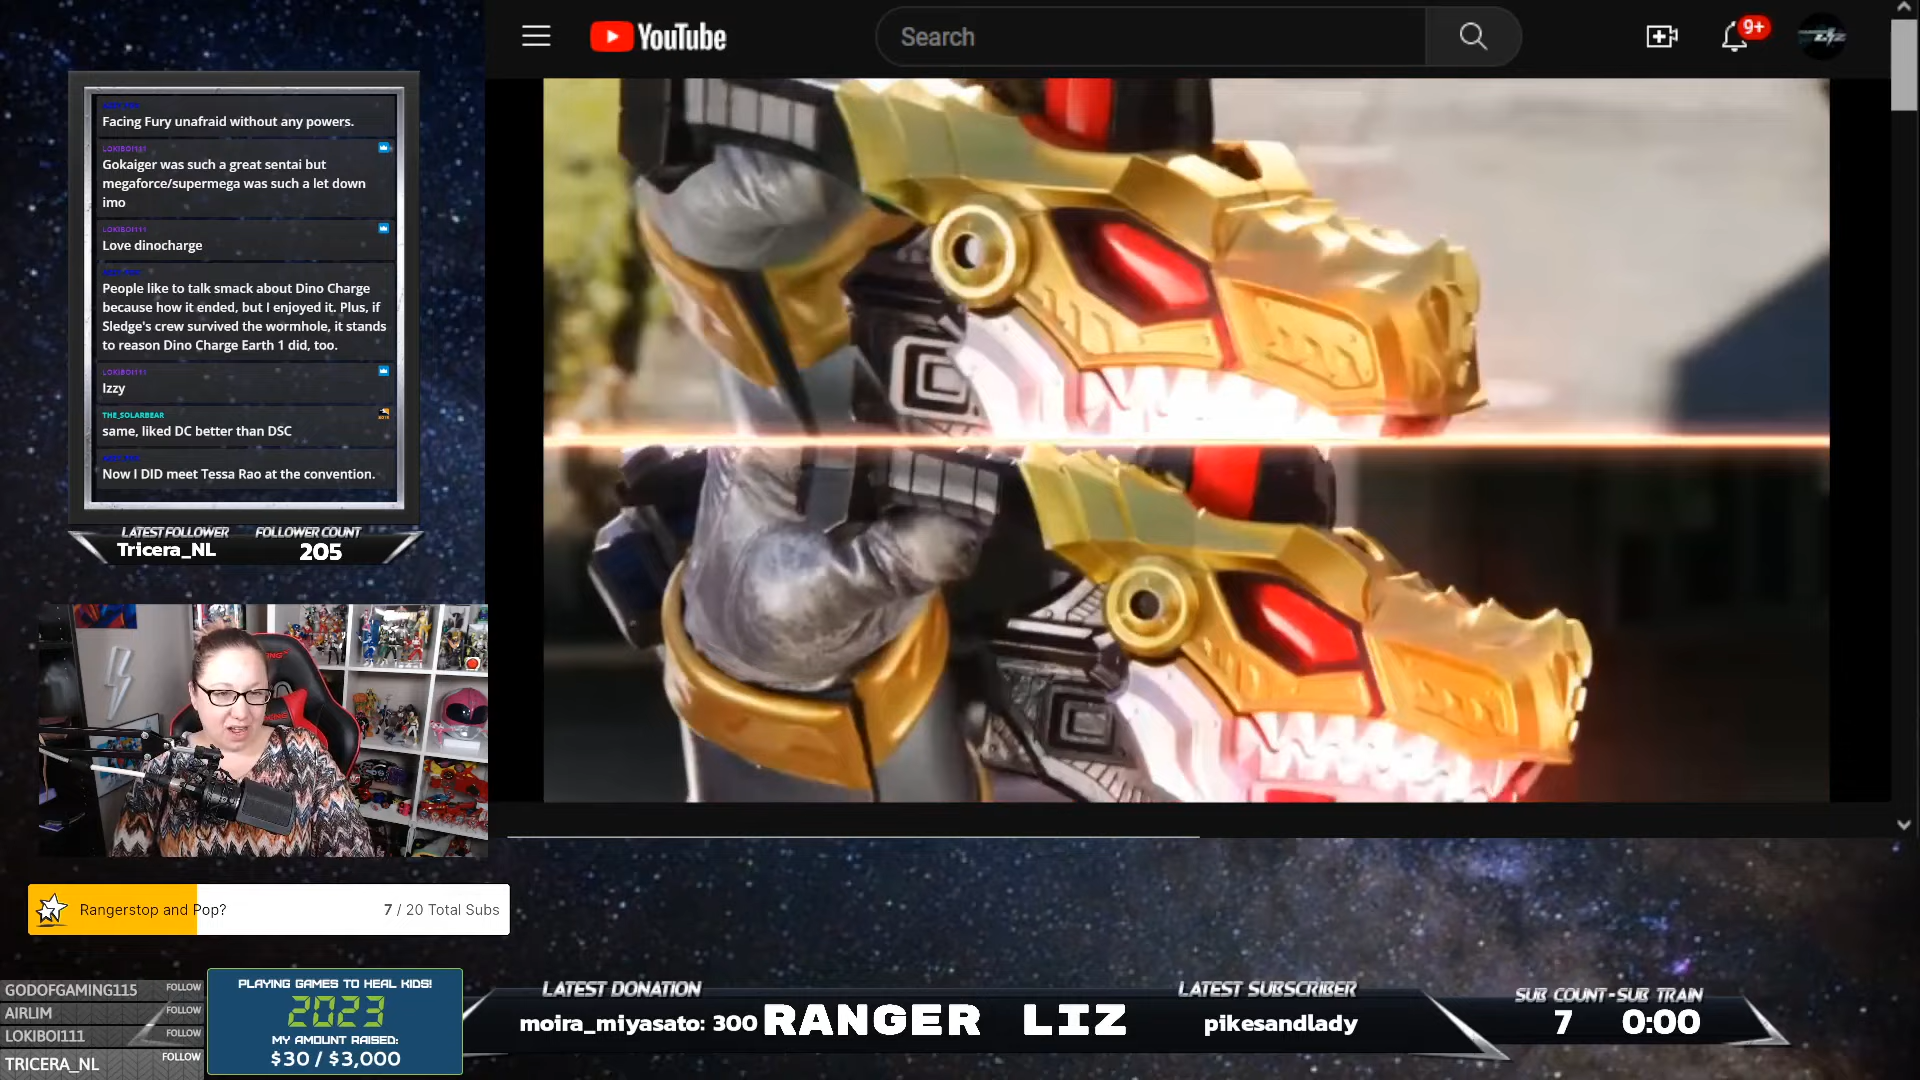 YouTube
Search
9+
Facing Fury unafraid without any powers.
LOKIBOI111
Gokaiger was such a great sentai but
megaforce/supermega was such a let down
imo
LOKIBOI111
Love dinocharge
People like to talk smack about Dino Charge
because how it ended, but I enjoyed it. Plus, if
Sledge's crew survived the wormhole, it stands
to reason Dino Charge Earth 1 did, too.
LOKIBOI111
Izzy
THE_SOLARBEAR
same, liked DC better than DSC
Now I DID meet Tessa Rao at the convention.
LATEST FOLLOWER FOLLOWER COUNT
Tricera_NL 205
Rangerstop and Pop? 7 / 20 Total Subs
GODOFGAMING115 FOLLOW
AIRLIM FOLLOW
LOKIBOI111 FOLLOW
TRICERA_NL FOLLOW
PLAYING GAMES TO HEAL KIDS!
2023
MY AMOUNT RAISED:
$30 / $3,000
LATEST DONATION
moira_miyasato: 300
RANGER LIZ
LATEST SUBSCRIBER
pikesandlady
SUB COUNT - SUB TRAIN
7 0:00